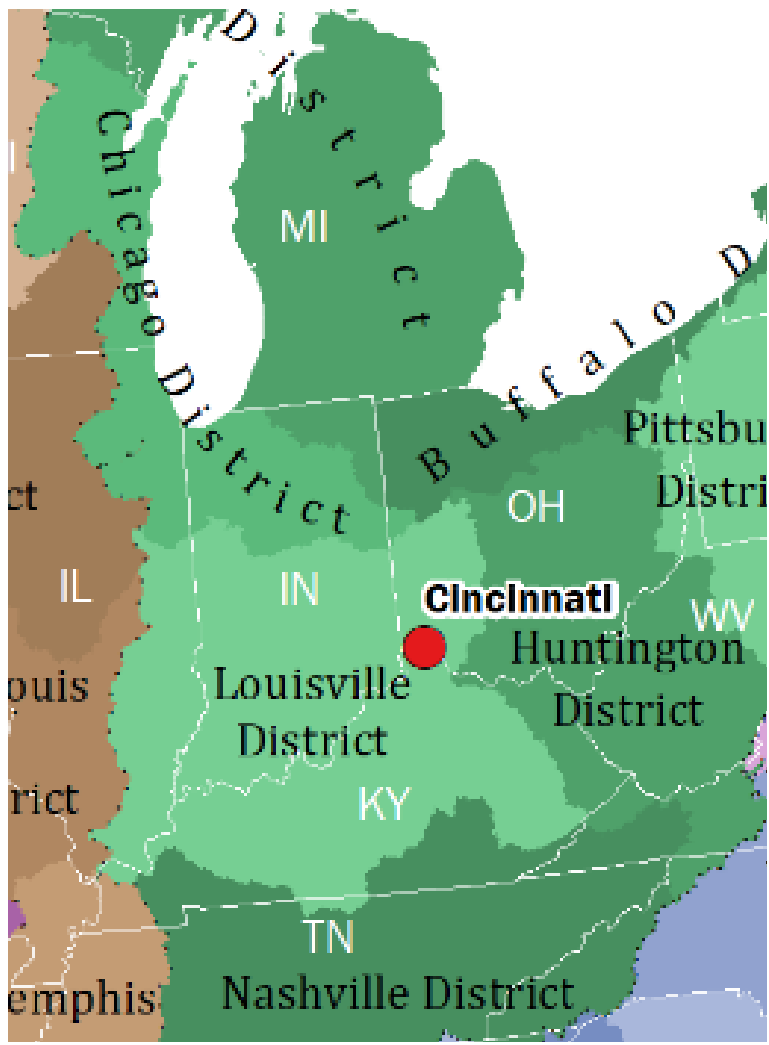 District
Chicago District
MI
Buffalo D
Pittsbu
Distri
ct
OH
IL
IN
Cincinnati
WV
Huntington
District
ouis
Louisville
District
rict
KY
TN
emphis
Nashville District